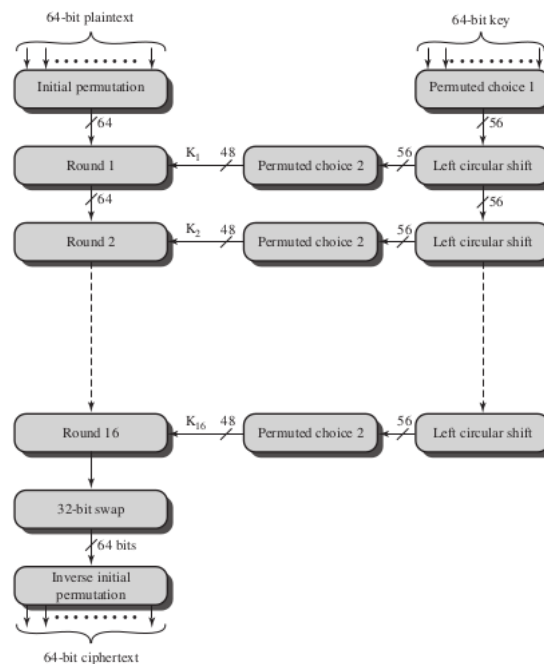 64-bit plaintext
64-bit key
Initial permutation
Permuted choice 1
64
56
Round 1
K1
48
Permuted choice 2
56
Left circular shift
64
56
Round 2
K2
48
Permuted choice 2
56
Left circular shift
Round 16
K16
48
Permuted choice 2
56
Left circular shift
32-bit swap
64 bits
Inverse initial
permutation
64-bit ciphertext